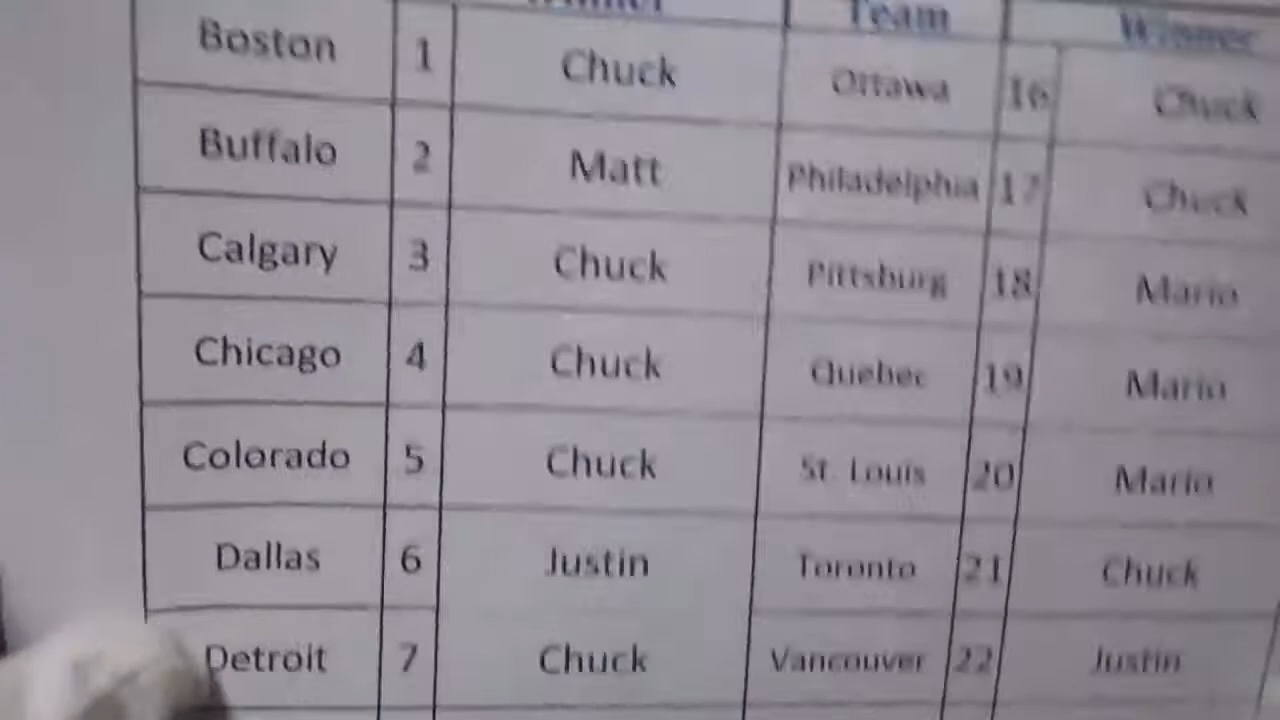 Winner Team Winner
Boston 1 Chuck Ottawa 16 Chuck
Buffalo 2 Matt Philadelphia 17 Chuck
Calgary 3 Chuck Pittsburg 18 Mario
Chicago 4 Chuck Quebec 19 Mario
Colorado 5 Chuck St. Louis 20 Mario
Dallas 6 Justin Toronto 21 Chuck
Detroit 7 Chuck Vancouver 22 Justin